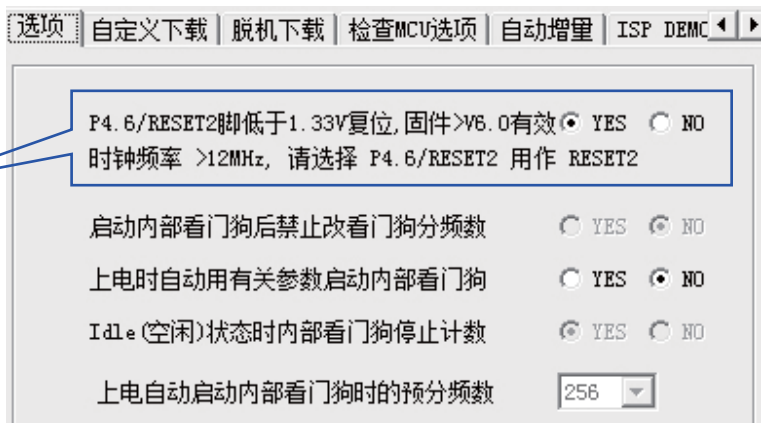 选项 自定义下载 脱机下载 检查MCU选项 自动增量 ISP DEMO
P4.6/RESET2脚低于1.33V复位,固件>V6.0有效 YES NO
时钟频率 >12MHz, 请选择 P4.6/RESET2 用作 RESET2
启动内部看门狗后禁止改看门狗分频数 YES NO
上电时自动用有关参数启动内部看门狗 YES NO
Idle(空闲)状态时内部看门狗停止计数 YES NO
上电自动启动内部看门狗时的预分频数 256